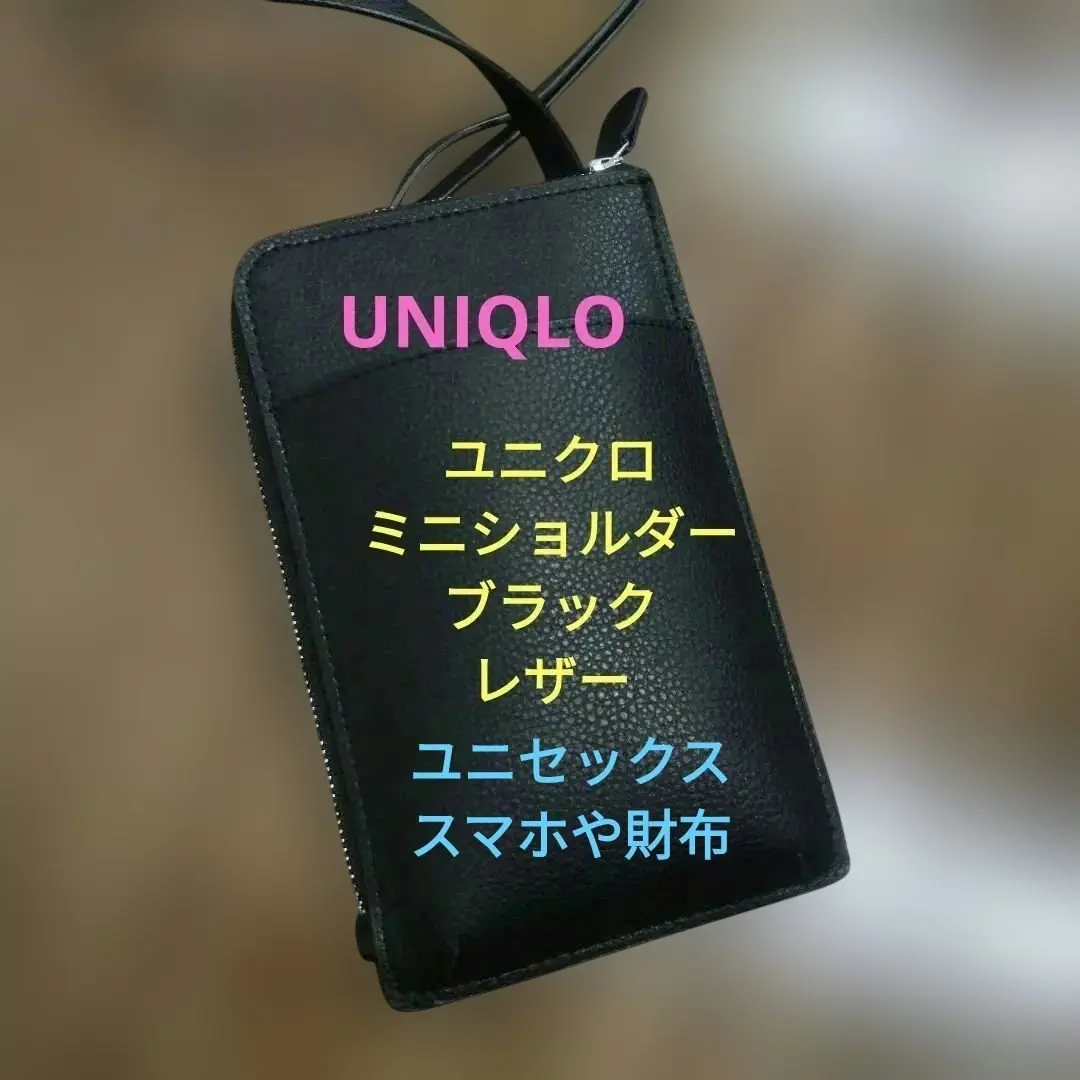 UNIQLO
ユニクロ
ミニショルダー
ブラック
レザー
ユニセックス
スマホや財布